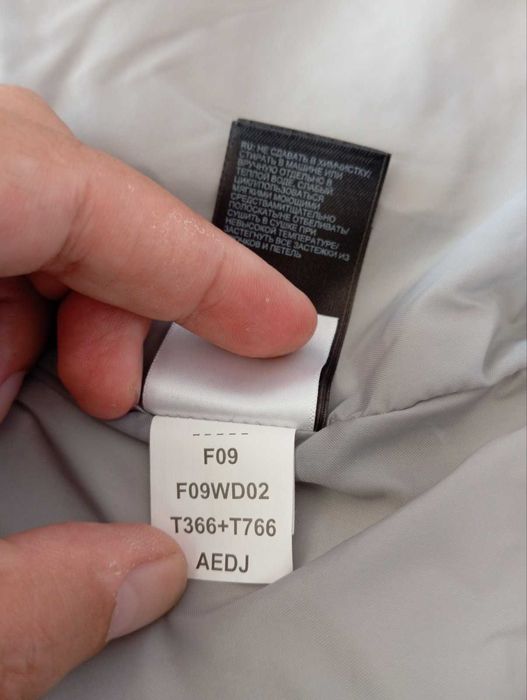 RU: НЕ СДАВАТЬ В ХИМЧИСТКУ/
СТИРАТЬ В МАШИНЕ ИЛИ
ВРУЧНУЮ ОТДЕЛЬНО В
ТЕПЛОЙ ВОДЕ, СЛАБЫЙ
ЦИКЛ/ПОЛЬЗОВАТЬСЯ
МЯГКИМИ МОЮЩИМИ
СРЕДСТВАМИ/ТЩАТЕЛЬНО
ПОЛОСКАТЬ/НЕ ОТБЕЛИВАТЬ/
СУШИТЬ В СУШКЕ ПРИ
НЕВЫСОКОЙ ТЕМПЕРАТУРЕ/
ЗАСТЕГНУТЬ ВСЕ ЗАСТЕЖКИ ИЗ
И ПЕТЕЛЬ
F09
F09WD02
T366+T766
AEDJ